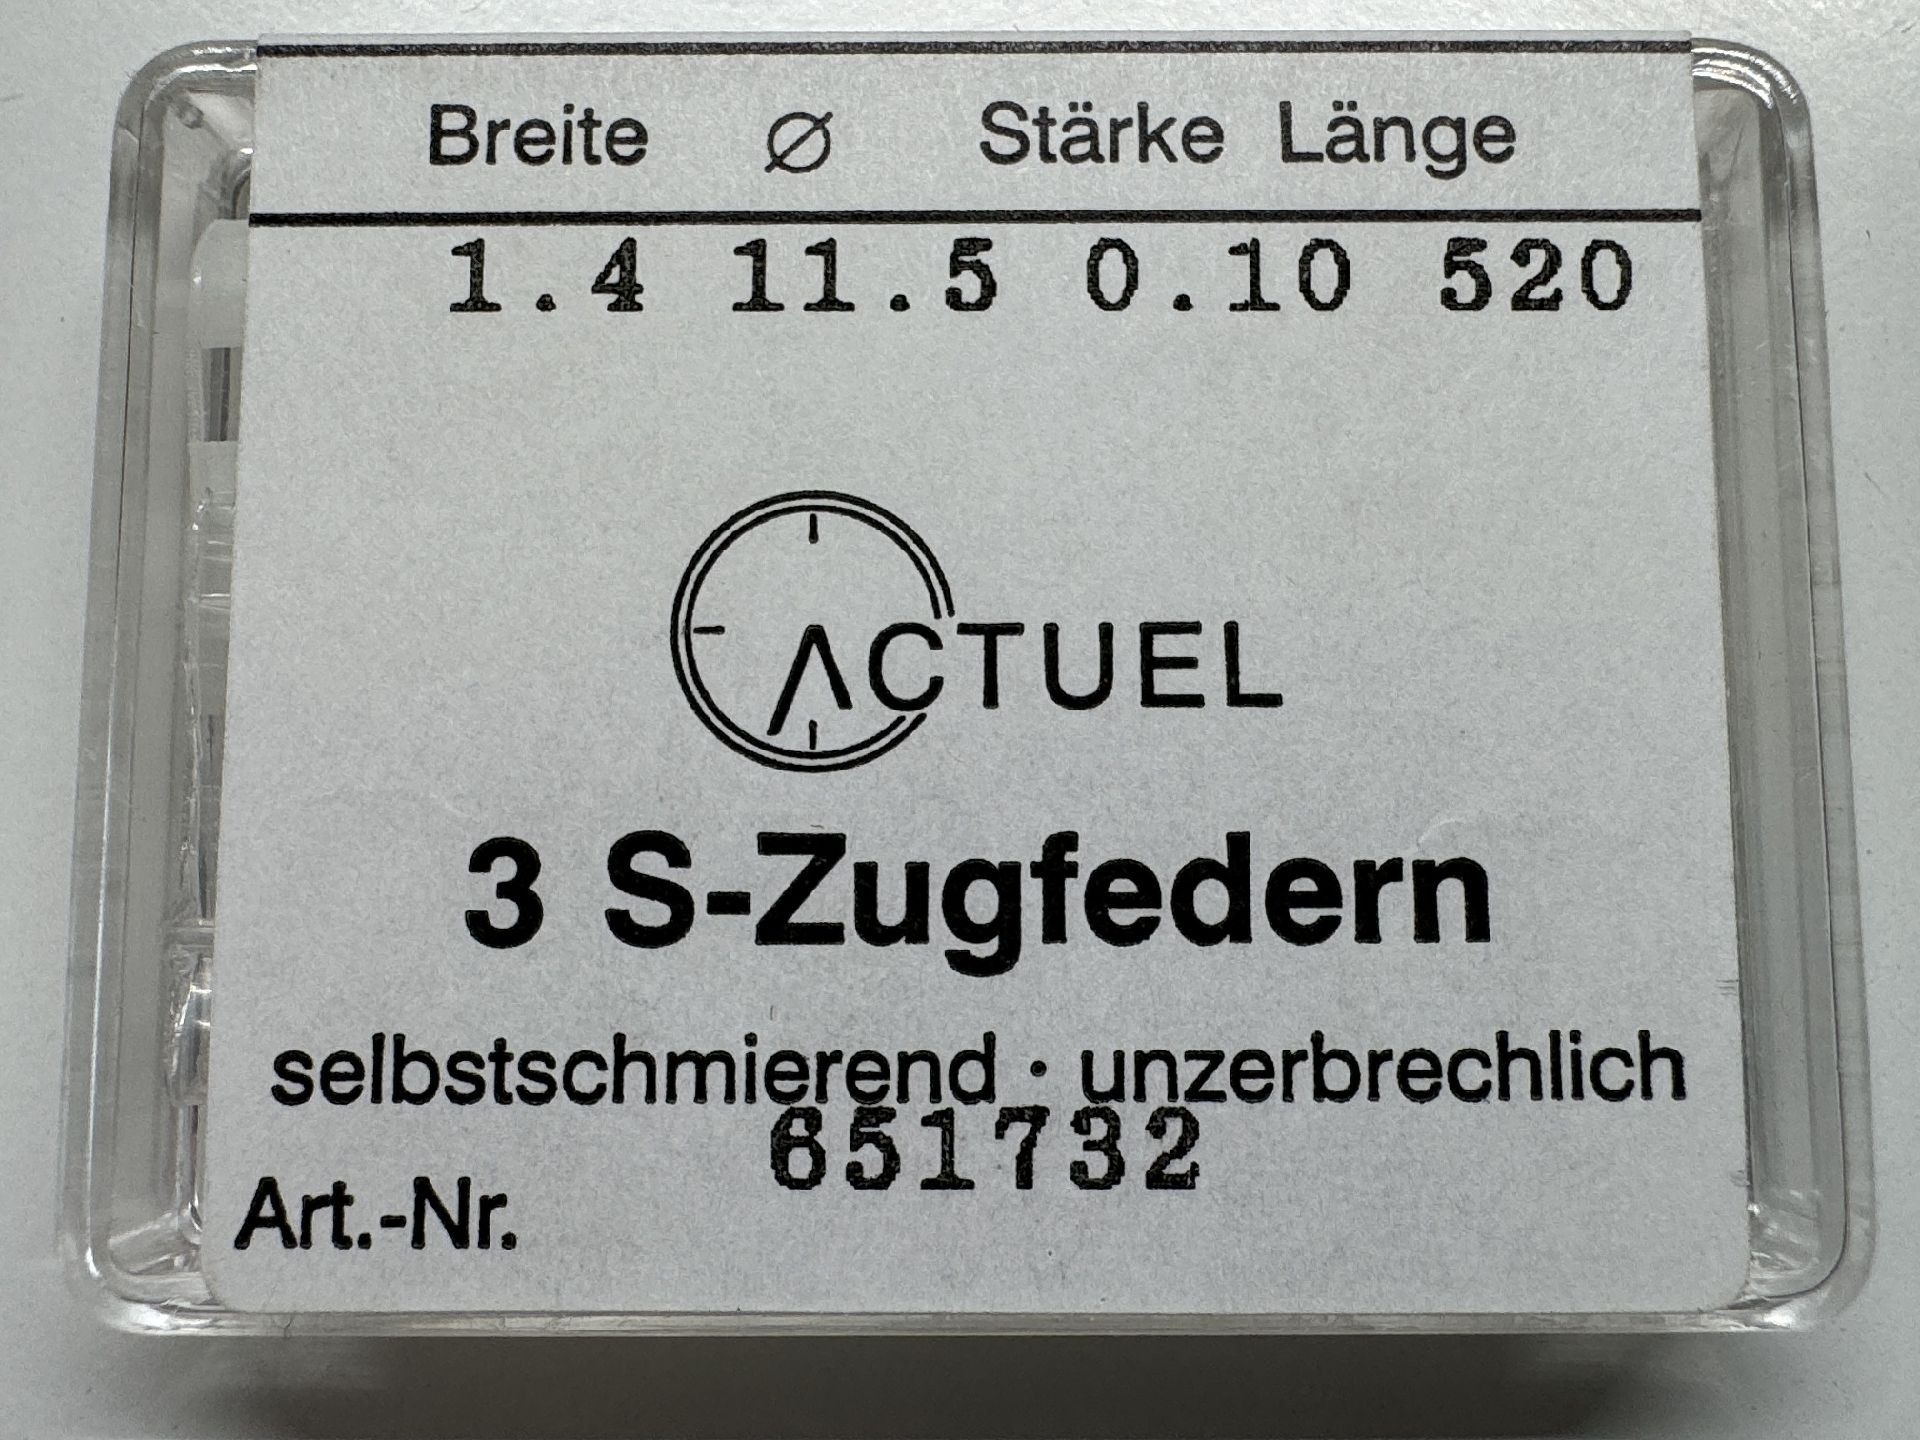 Breite Ø Stärke Länge
1.4 11.5 0.10 520
ACTUEL
3 S-Zugfedern
selbstschmierend · unzerbrechlich
651732
Art.-Nr.